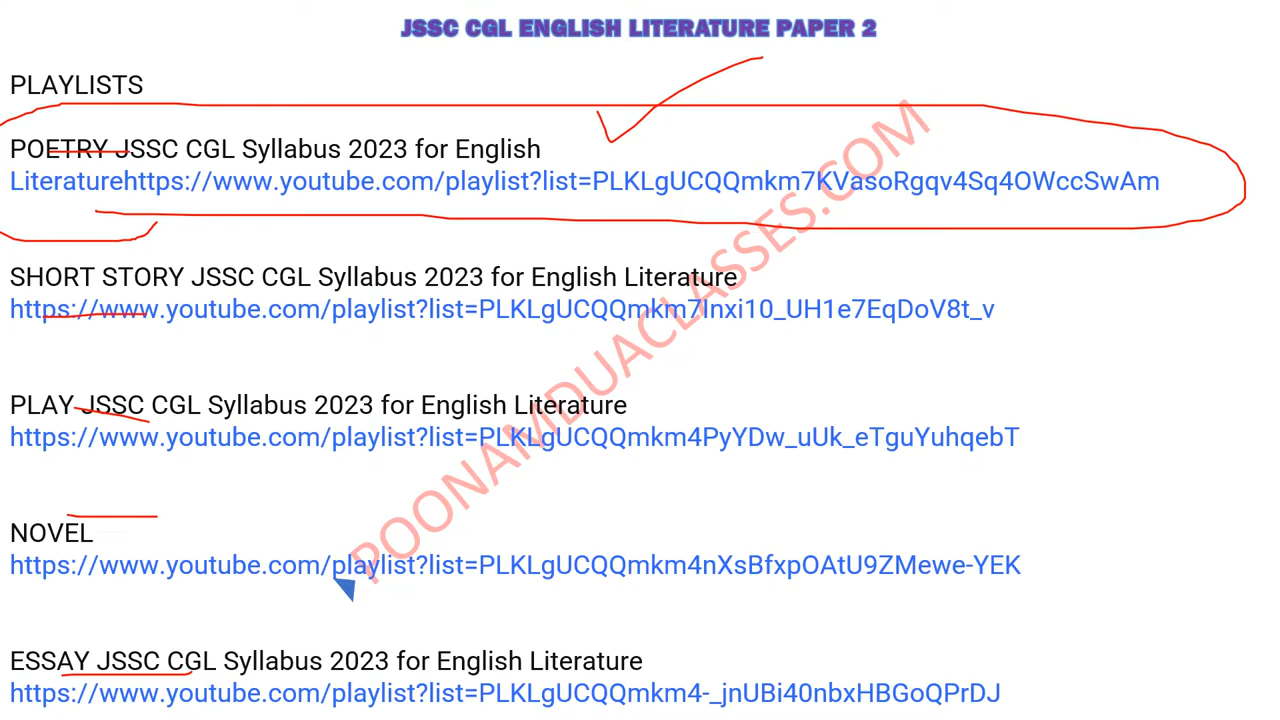 JSSC CGL ENGLISH LITERATURE PAPER 2
PLAYLISTS
POETRY JSSC CGL Syllabus 2023 for English
Literaturehttps://www.youtube.com/playlist?list=PLKLgUCQQmkm7KVasoRgqv4Sq4OWccSwAm
SHORT STORY JSSC CGL Syllabus 2023 for English Literature
https://www.youtube.com/playlist?list=PLKLgUCQQmkm7Inxi10_UH1e7EqDoV8t_v
PLAY JSSC CGL Syllabus 2023 for English Literature
https://www.youtube.com/playlist?list=PLKLgUCQQmkm4PyYDw_uUk_eTguYuhqebT
NOVEL
https://www.youtube.com/playlist?list=PLKLgUCQQmkm4nXsBfxpOAtU9ZMewe-YEK
ESSAY JSSC CGL Syllabus 2023 for English Literature
https://www.youtube.com/playlist?list=PLKLgUCQQmkm4-_jnUBi40nbxHBGoQPrDJ
POONAMDUACLASSES.COM